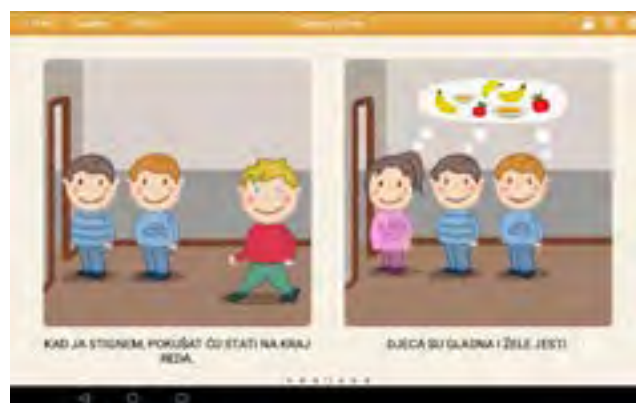 KAD JA STIGNEM, POKUŠAT ĆU STATI NA KRAJ
REDA.
DJECA SU GLADNA I ŽELE JESTI.